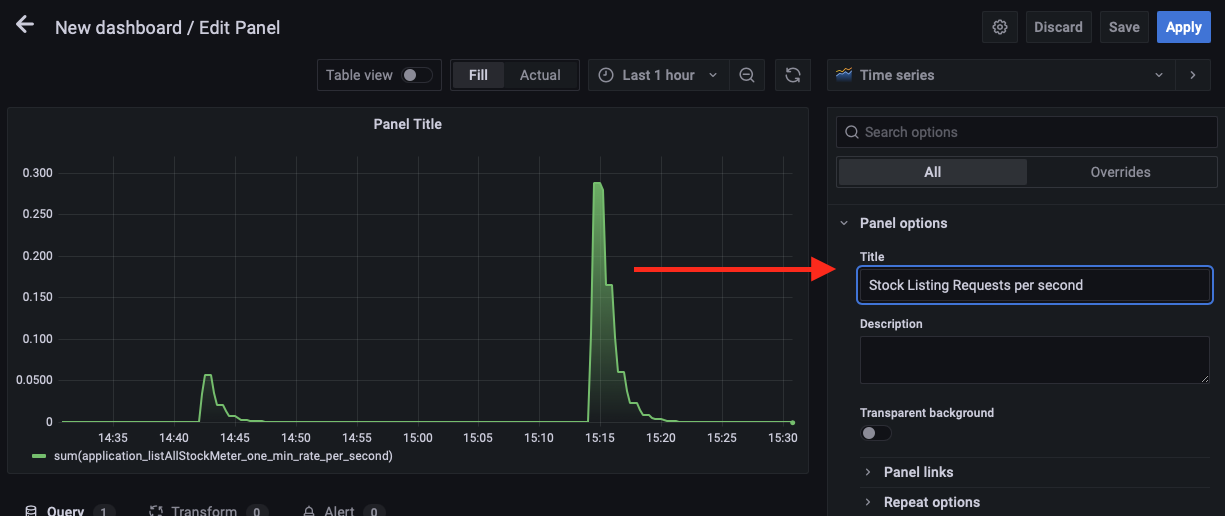 New dashboard / Edit Panel
Discard
Save
Apply
Table view
Fill
Actual
Last 1 hour
Time series
Panel Title
Search options
All
Overrides
Panel options
Title
Stock Listing Requests per second
Description
Transparent background
Panel links
Repeat options
0.300
0.250
0.200
0.150
0.100
0.0500
0
14:35 14:40 14:45 14:50 14:55 15:00 15:05 15:10 15:15 15:20 15:25 15:30
sum(application_listAllStockMeter_one_min_rate_per_second)
Query 1 Transform 0 Alert 0